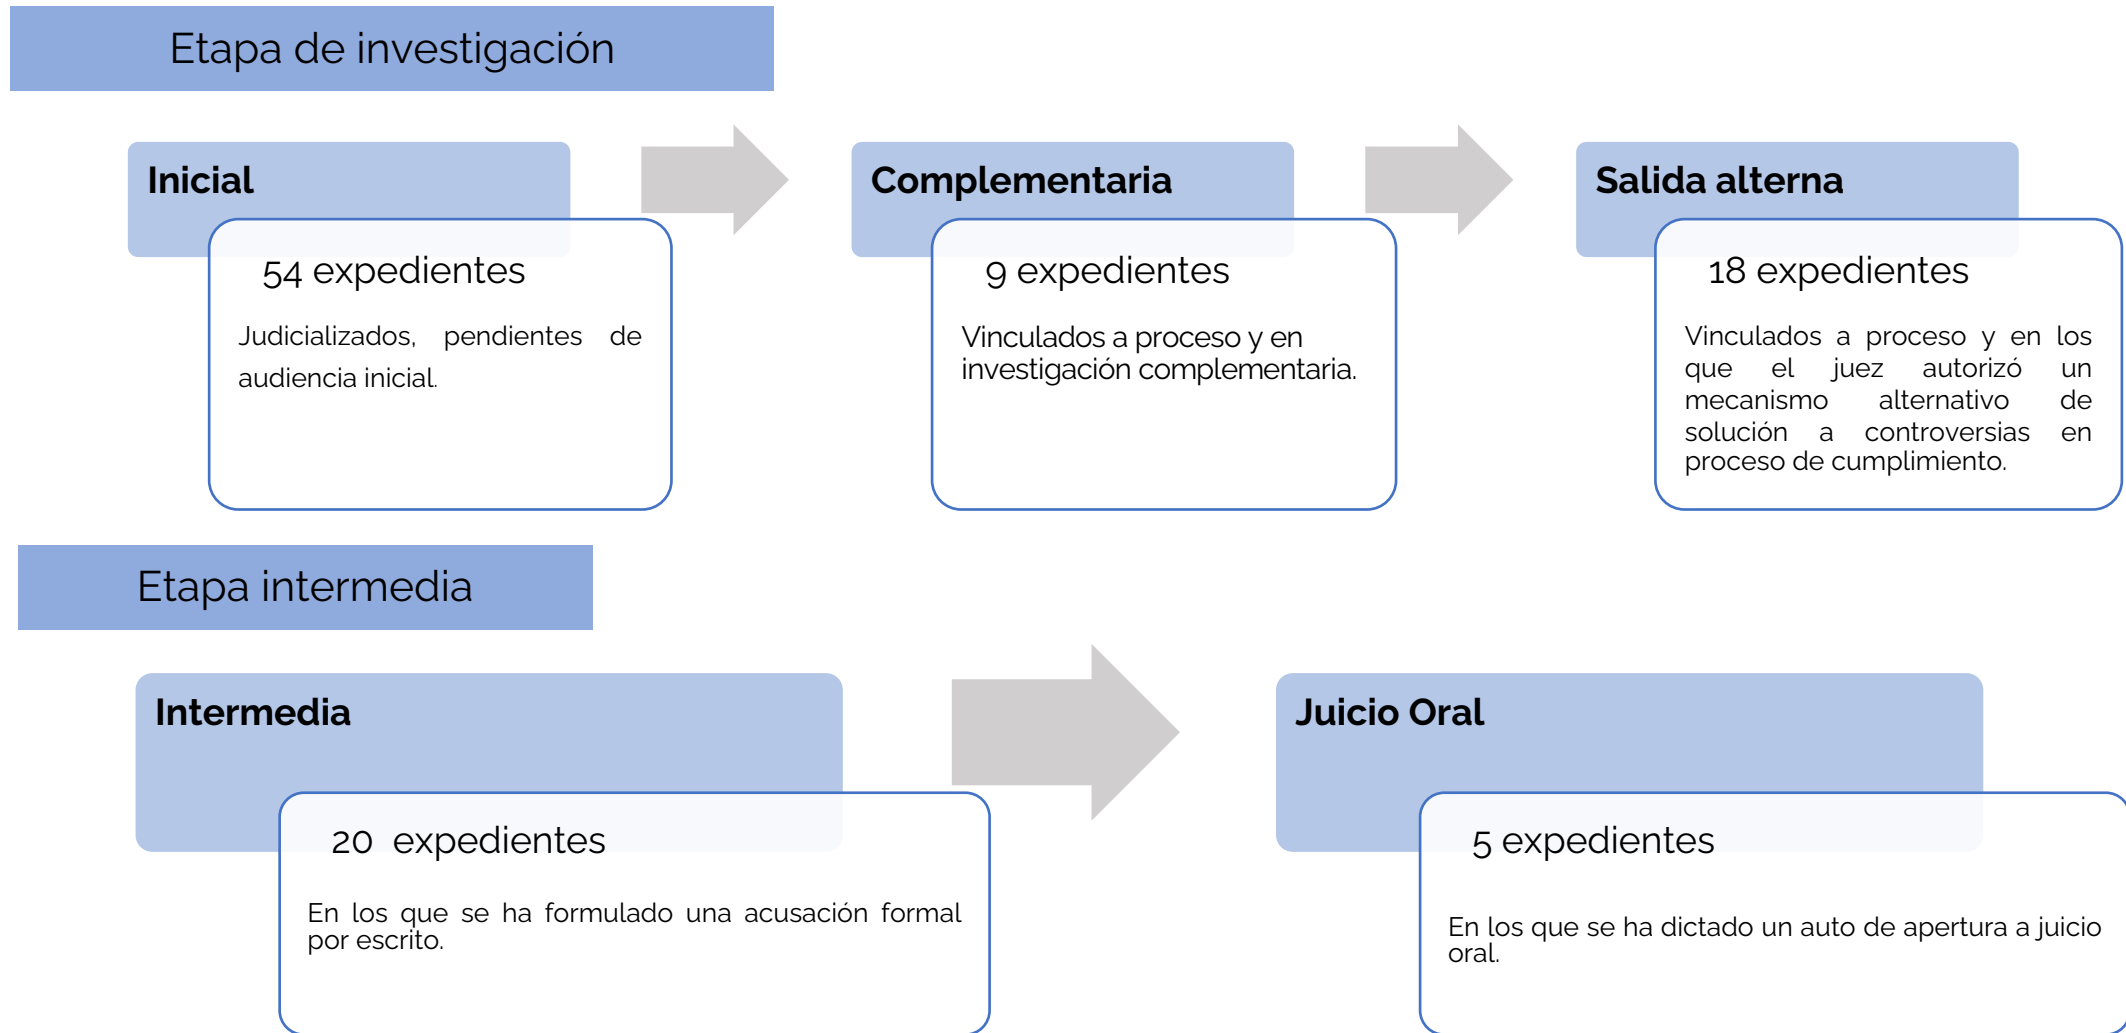 Etapa de investigación
Inicial
54 expedientes
Judicializados, pendientes de
audiencia inicial.
Complementaria
9 expedientes
Vinculados a proceso y en
investigación complementaria.
Salida alterna
18 expedientes
Vinculados a proceso y en los
que el juez autorizó un
mecanismo alternativo de
solución a controversias en
proceso de cumplimiento.
Etapa intermedia
Intermedia
20 expedientes
En los que se ha formulado una acusación formal
por escrito.
Juicio Oral
5 expedientes
En los que se ha dictado un auto de apertura a juicio
oral.